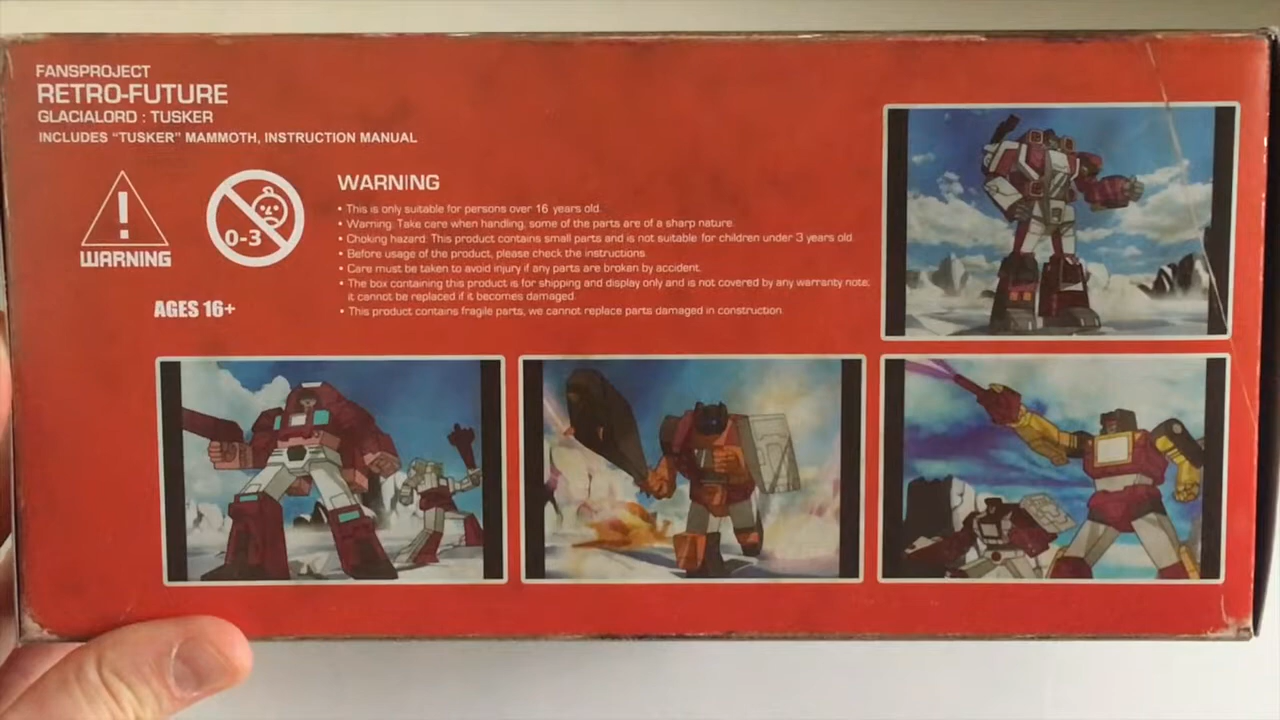 FANSPROJECT
RETRO-FUTURE
GLACIALORD : TUSKER
INCLUDES “TUSKER” MAMMOTH, INSTRUCTION MANUAL
WARNING
• This is only suitable for persons over 16 years old.
• Warning: Take care when handling, some of the parts are of a sharp nature.
• Choking hazard: This product contains small parts and is not suitable for children under 3 years old.
• Before usage of the product, please check the instructions.
• Care must be taken to avoid injury if any parts are broken by accident.
• The box containing this product is for shipping and display only and is not covered by any warranty note;
it cannot be replaced if it becomes damaged.
• This product contains fragile parts, we cannot replace parts damaged in construction.
!
WARNING
0-3
AGES 16+